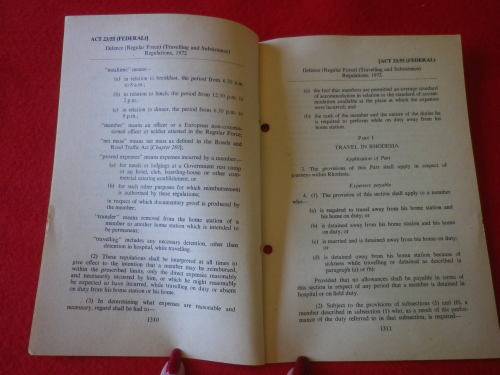 ACT 23/55 (FEDERAL)]
Defence (Regular Force) (Travelling and Subsistence)
Regulations, 1972
"mealtime" means—
(a) in relation to breakfast, the period from 6.30 a.m.
to 8 a.m.;
(b) in relation to lunch, the period from 12.30 p.m. to
2 p.m.;
(c) in relation to dinner, the period from 6.30 p.m. to
8 p.m.;
"member" means an officer or a European non-commis-
sioned officer or soldier attested in the Regular Force;
"net mass" means net mass as defined in the Roads and
Road Traffic Act [Chapter 289];
"proved expenses" means expenses incurred by a member—
(a) for meals or lodgings at a Government rest camp
or an hotel, club, boarding-house or other com-
mercial catering establishment; or
(b) for such other purposes for which reimbursement
is authorized by these regulations;
in respect of which documentary proof is produced by
the member;
"transfer" means removal from the home station of a
member to another home station which is intended to
be permanent;
"travelling" includes any necessary detention, other than
detention in hospital, while travelling.
(2) These regulations shall be interpreted at all times to
give effect to the intention that a member may be reimbursed,
within the prescribed limits, only the direct expenses reasonably
and necessarily incurred by him, or which he might reasonably
be expected to have incurred, while travelling on duty or absent
on duty from his home station or his home.
(3) In determining what expenses are reasonable and
necessary, regard shall be had to—
1310
[ACT 23/55 (FEDERAL)
Defence (Regular Force) (Travelling and Subsistence)
Regulations, 1972
(a) the fact that members are permitted an average standard
of accommodation in relation to the standard of accom-
modation available at the place at which the expenses
were incurred; and
(b) the rank of the member and the nature of the duties he
is required to perform while on duty away from his
home station.
PART I
TRAVEL IN RHODESIA
Application of Part
3. The provisions of this Part shall apply in respect of
journeys within Rhodesia.
Expenses payable
4. (1) The provision of this section shall apply to a member
who—
(a) is required to travel away from his home station on
duty; or
(b) is detained away from his home station and his home
on duty; or
(c) is married and is detained away from his home on duty;
or
(d) is detained away from his home station because of
sickness while travelling or detained as described in
paragraph (a) or (b):
Provided that no allowances shall be payable in terms of
this section in respect of any period that a member is detained in
hospital or on field duty.
(2) Subject to the provisions of subsections (3) and (6), a
member described in subsection (1) who, as a result of the perfor-
mance of the duty referred to in that subsection, is required—
1311